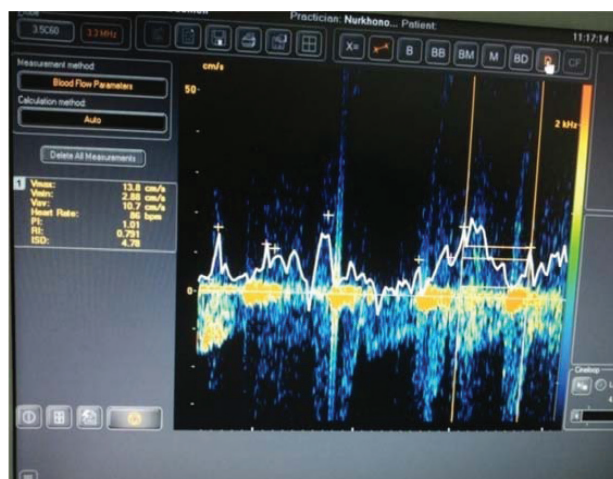 Practician: Nurkhono... Patient:
11:17:14
3.5C60 3.3 MHz
X= B BB BM M BD D CF
Measurement method:
Blood Flow Parameters
Calculation method:
Auto
Delete All Measurements
cm/s
50
0
2 kHz
1
Vmax: 13.8 cm/s
Vmin: 2.88 cm/s
Vav: 10.7 cm/s
Heart Rate: 86 bpm
PI: 1.01
RI: 0.791
ISD: 4.78
Cineloop